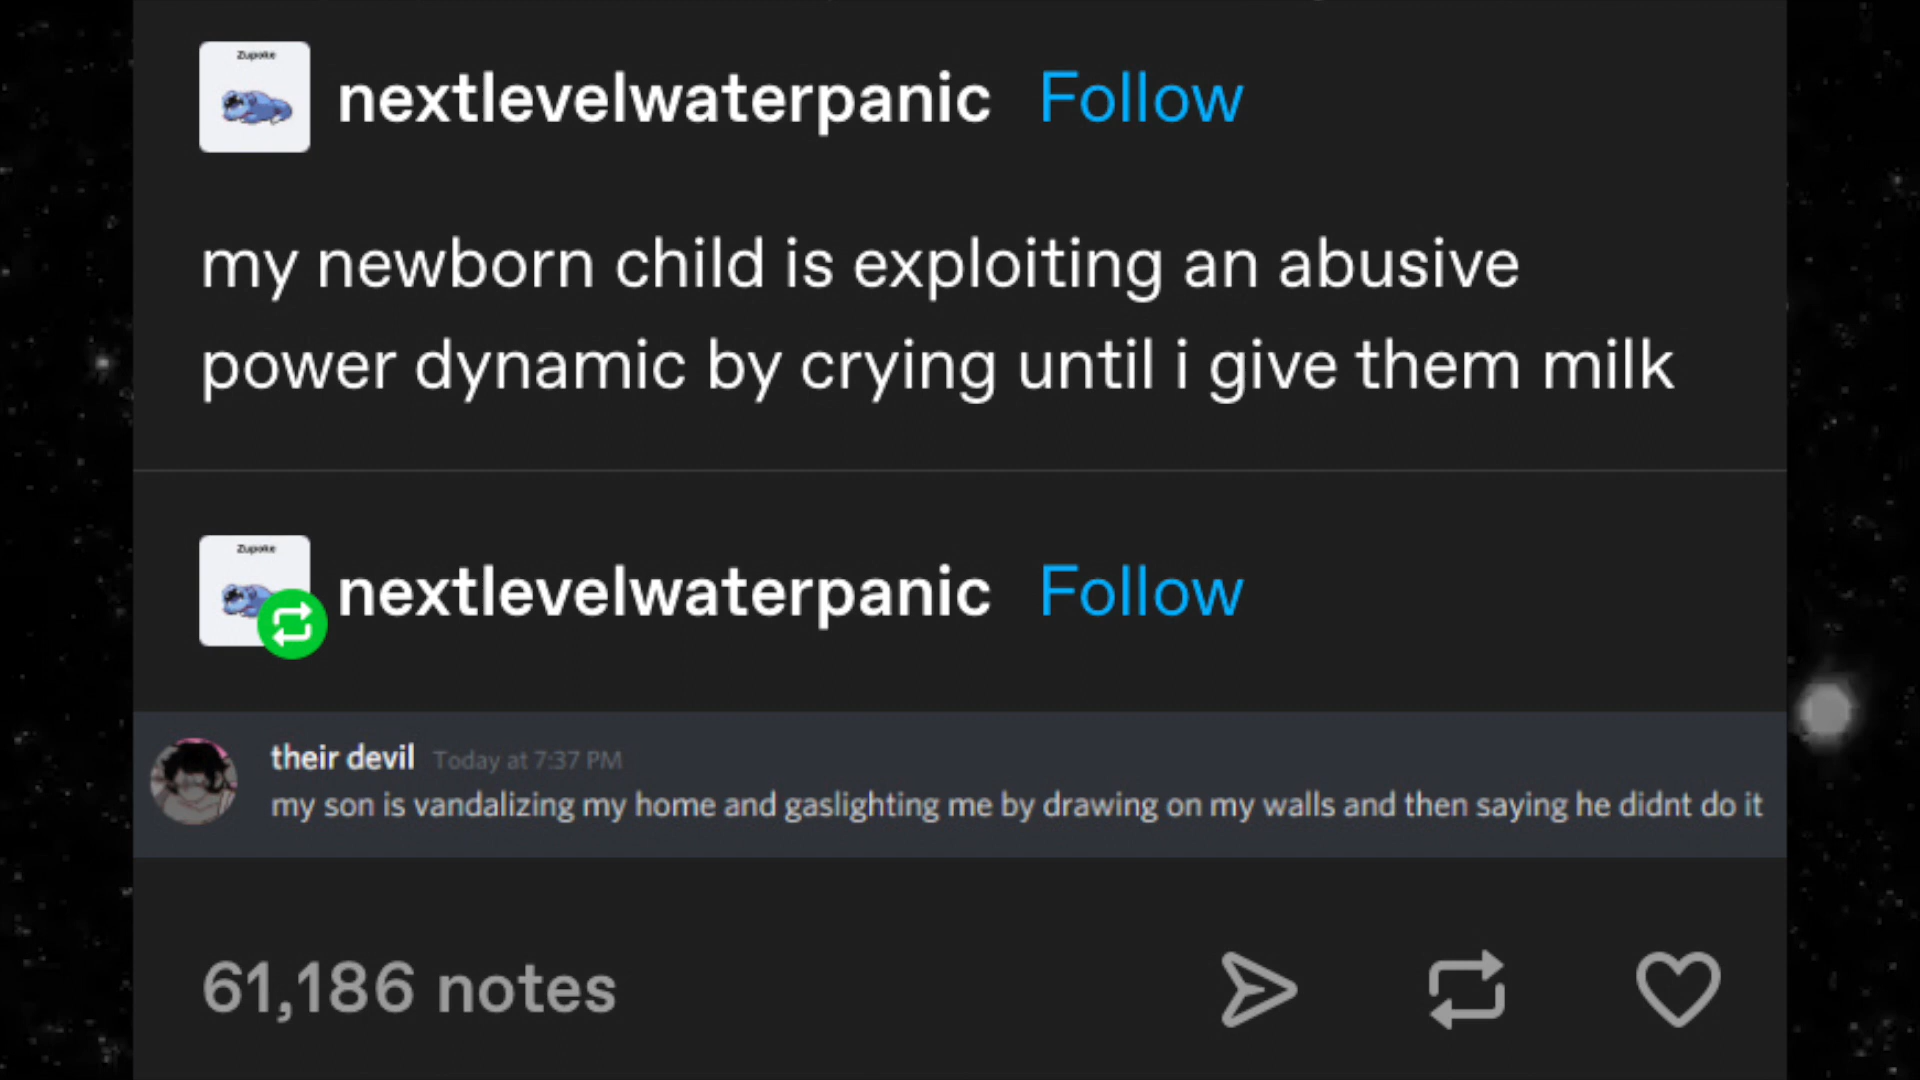 Zupoke
nextlevelwaterpanic Follow
my newborn child is exploiting an abusive
power dynamic by crying until i give them milk
Zupoke
nextlevelwaterpanic Follow
their devil Today at 7:37 PM
my son is vandalizing my home and gaslighting me by drawing on my walls and then saying he didnt do it
61,186 notes